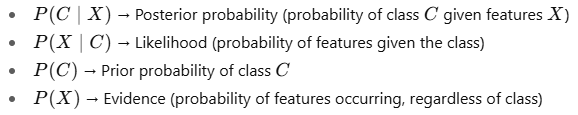 • P(C | X) → Posterior probability (probability of class C given features X)
• P(X | C) → Likelihood (probability of features given the class)
• P(C) → Prior probability of class C
• P(X) → Evidence (probability of features occurring, regardless of class)